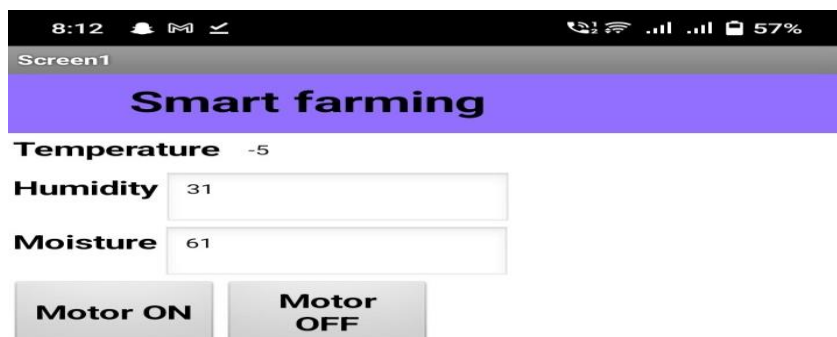 8:12 57%
Screen1
Smart farming
Temperature -5
Humidity 31
Moisture 61
Motor ON Motor
OFF